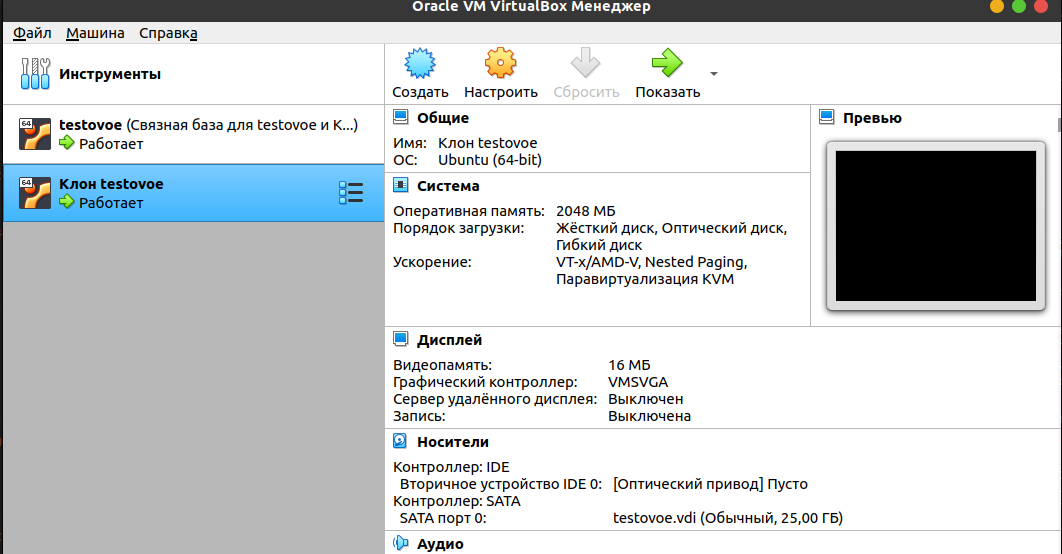 Oracle VM VirtualBox Менеджер
Файл Машина Справка
Инструменты
Создать Настроить Сбросить Показать
64
testovoe (Связная база для testovoe и К...)
Работает
64
Клон testovoe
Работает
Общие
Имя: Клон testovoe
ОС: Ubuntu (64-bit)
Превью
Система
Оперативная память: 2048 МБ
Порядок загрузки: Жёсткий диск, Оптический диск,
Гибкий диск
Ускорение: VT-x/AMD-V, Nested Paging,
Паравиртуализация KVM
Дисплей
Видеопамять: 16 МБ
Графический контроллер: VMSVGA
Сервер удалённого дисплея: Выключен
Запись: Выключена
Носители
Контроллер: IDE
Вторичное устройство IDE 0: [Оптический привод] Пусто
Контроллер: SATA
SATA порт 0: testovoe.vdi (Обычный, 25,00 ГБ)
Аудио